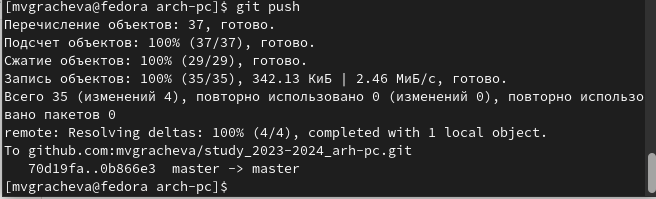 [mvgracheva@fedora arch-pc]$ git push
Перечисление объектов: 37, готово.
Подсчет объектов: 100% (37/37), готово.
Сжатие объектов: 100% (29/29), готово.
Запись объектов: 100% (35/35), 342.13 КиБ | 2.46 МиБ/с, готово.
Всего 35 (изменений 4), повторно использовано 0 (изменений 0), повторно использо
вано пакетов 0
remote: Resolving deltas: 100% (4/4), completed with 1 local object.
To github.com:mvgracheva/study_2023-2024_arh-pc.git
   70d19fa..0b866e3  master -> master
[mvgracheva@fedora arch-pc]$